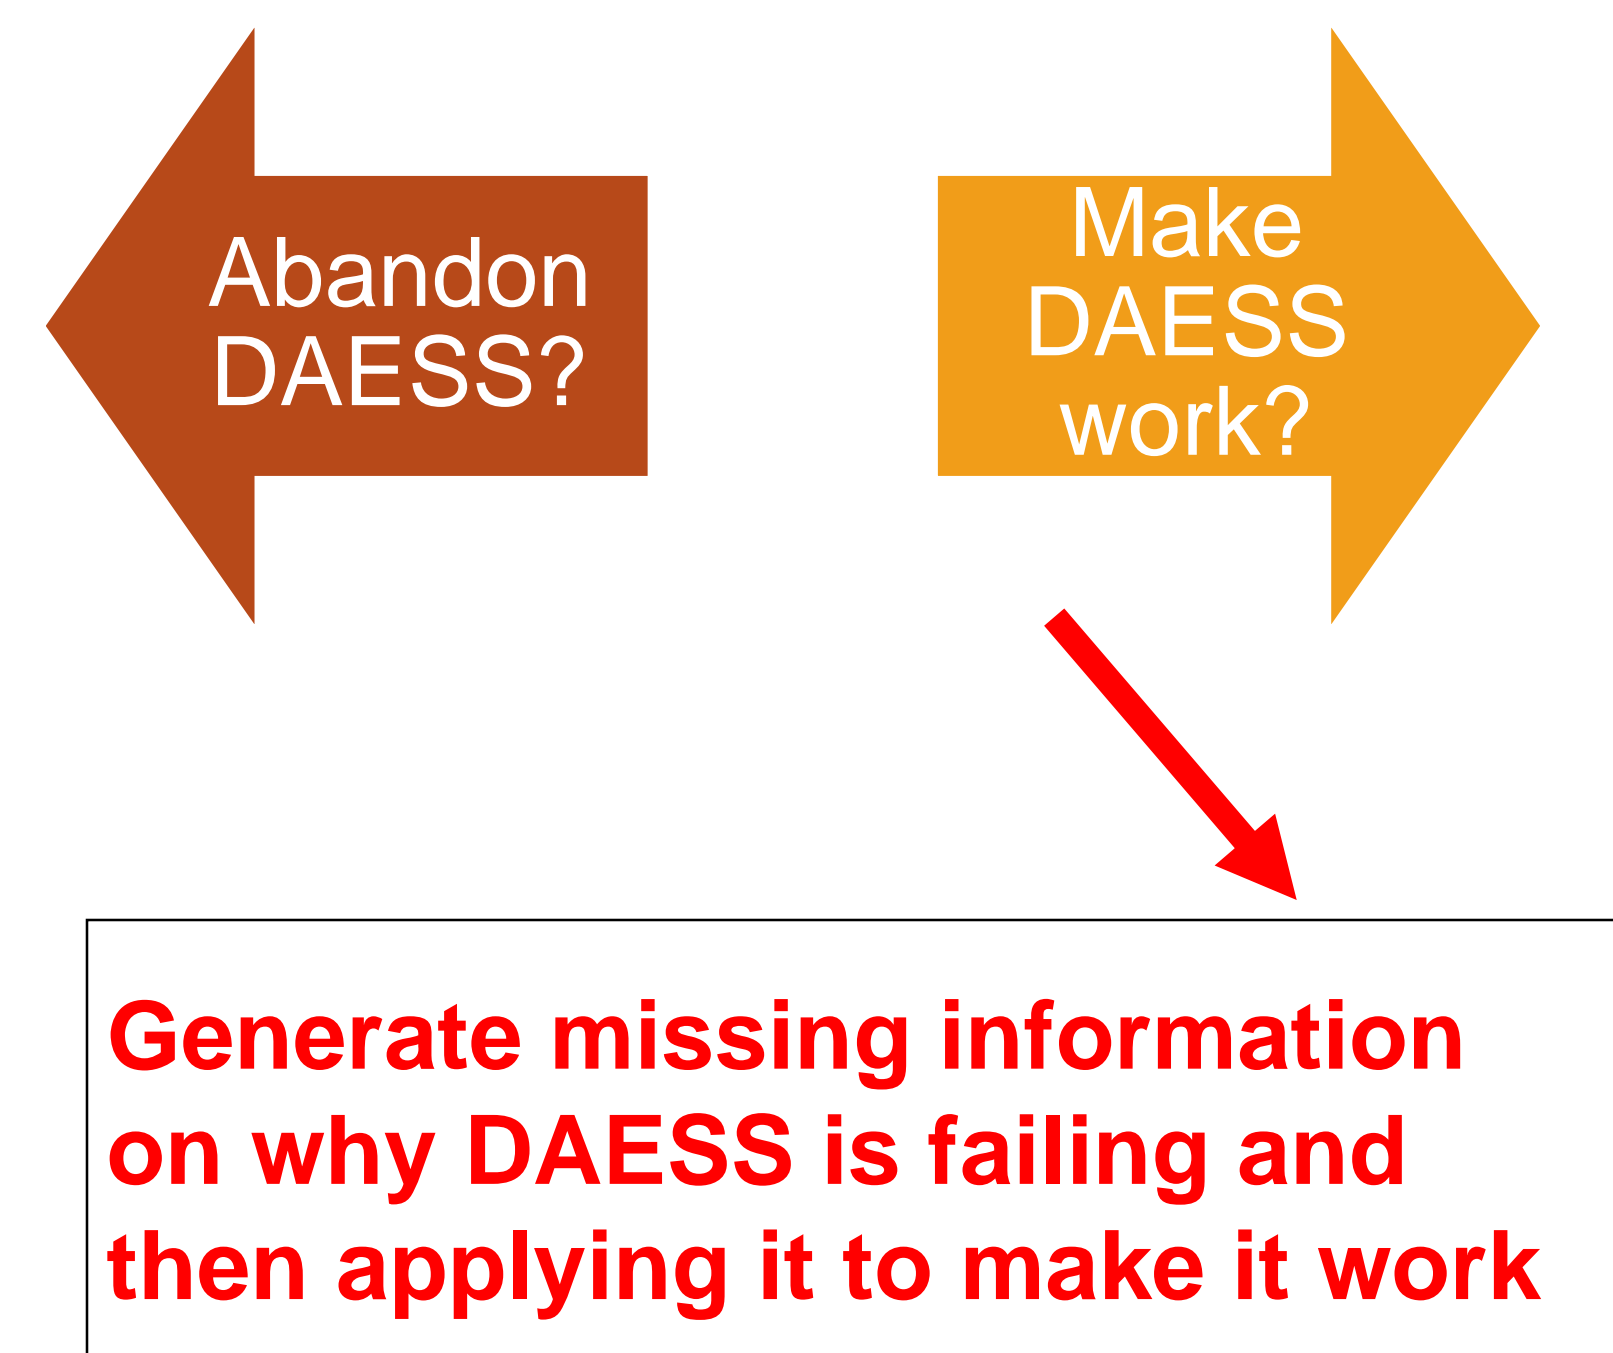 Abandon
DAESS?
Make
DAESS
work?
Generate missing information
on why DAESS is failing and
then applying it to make it work